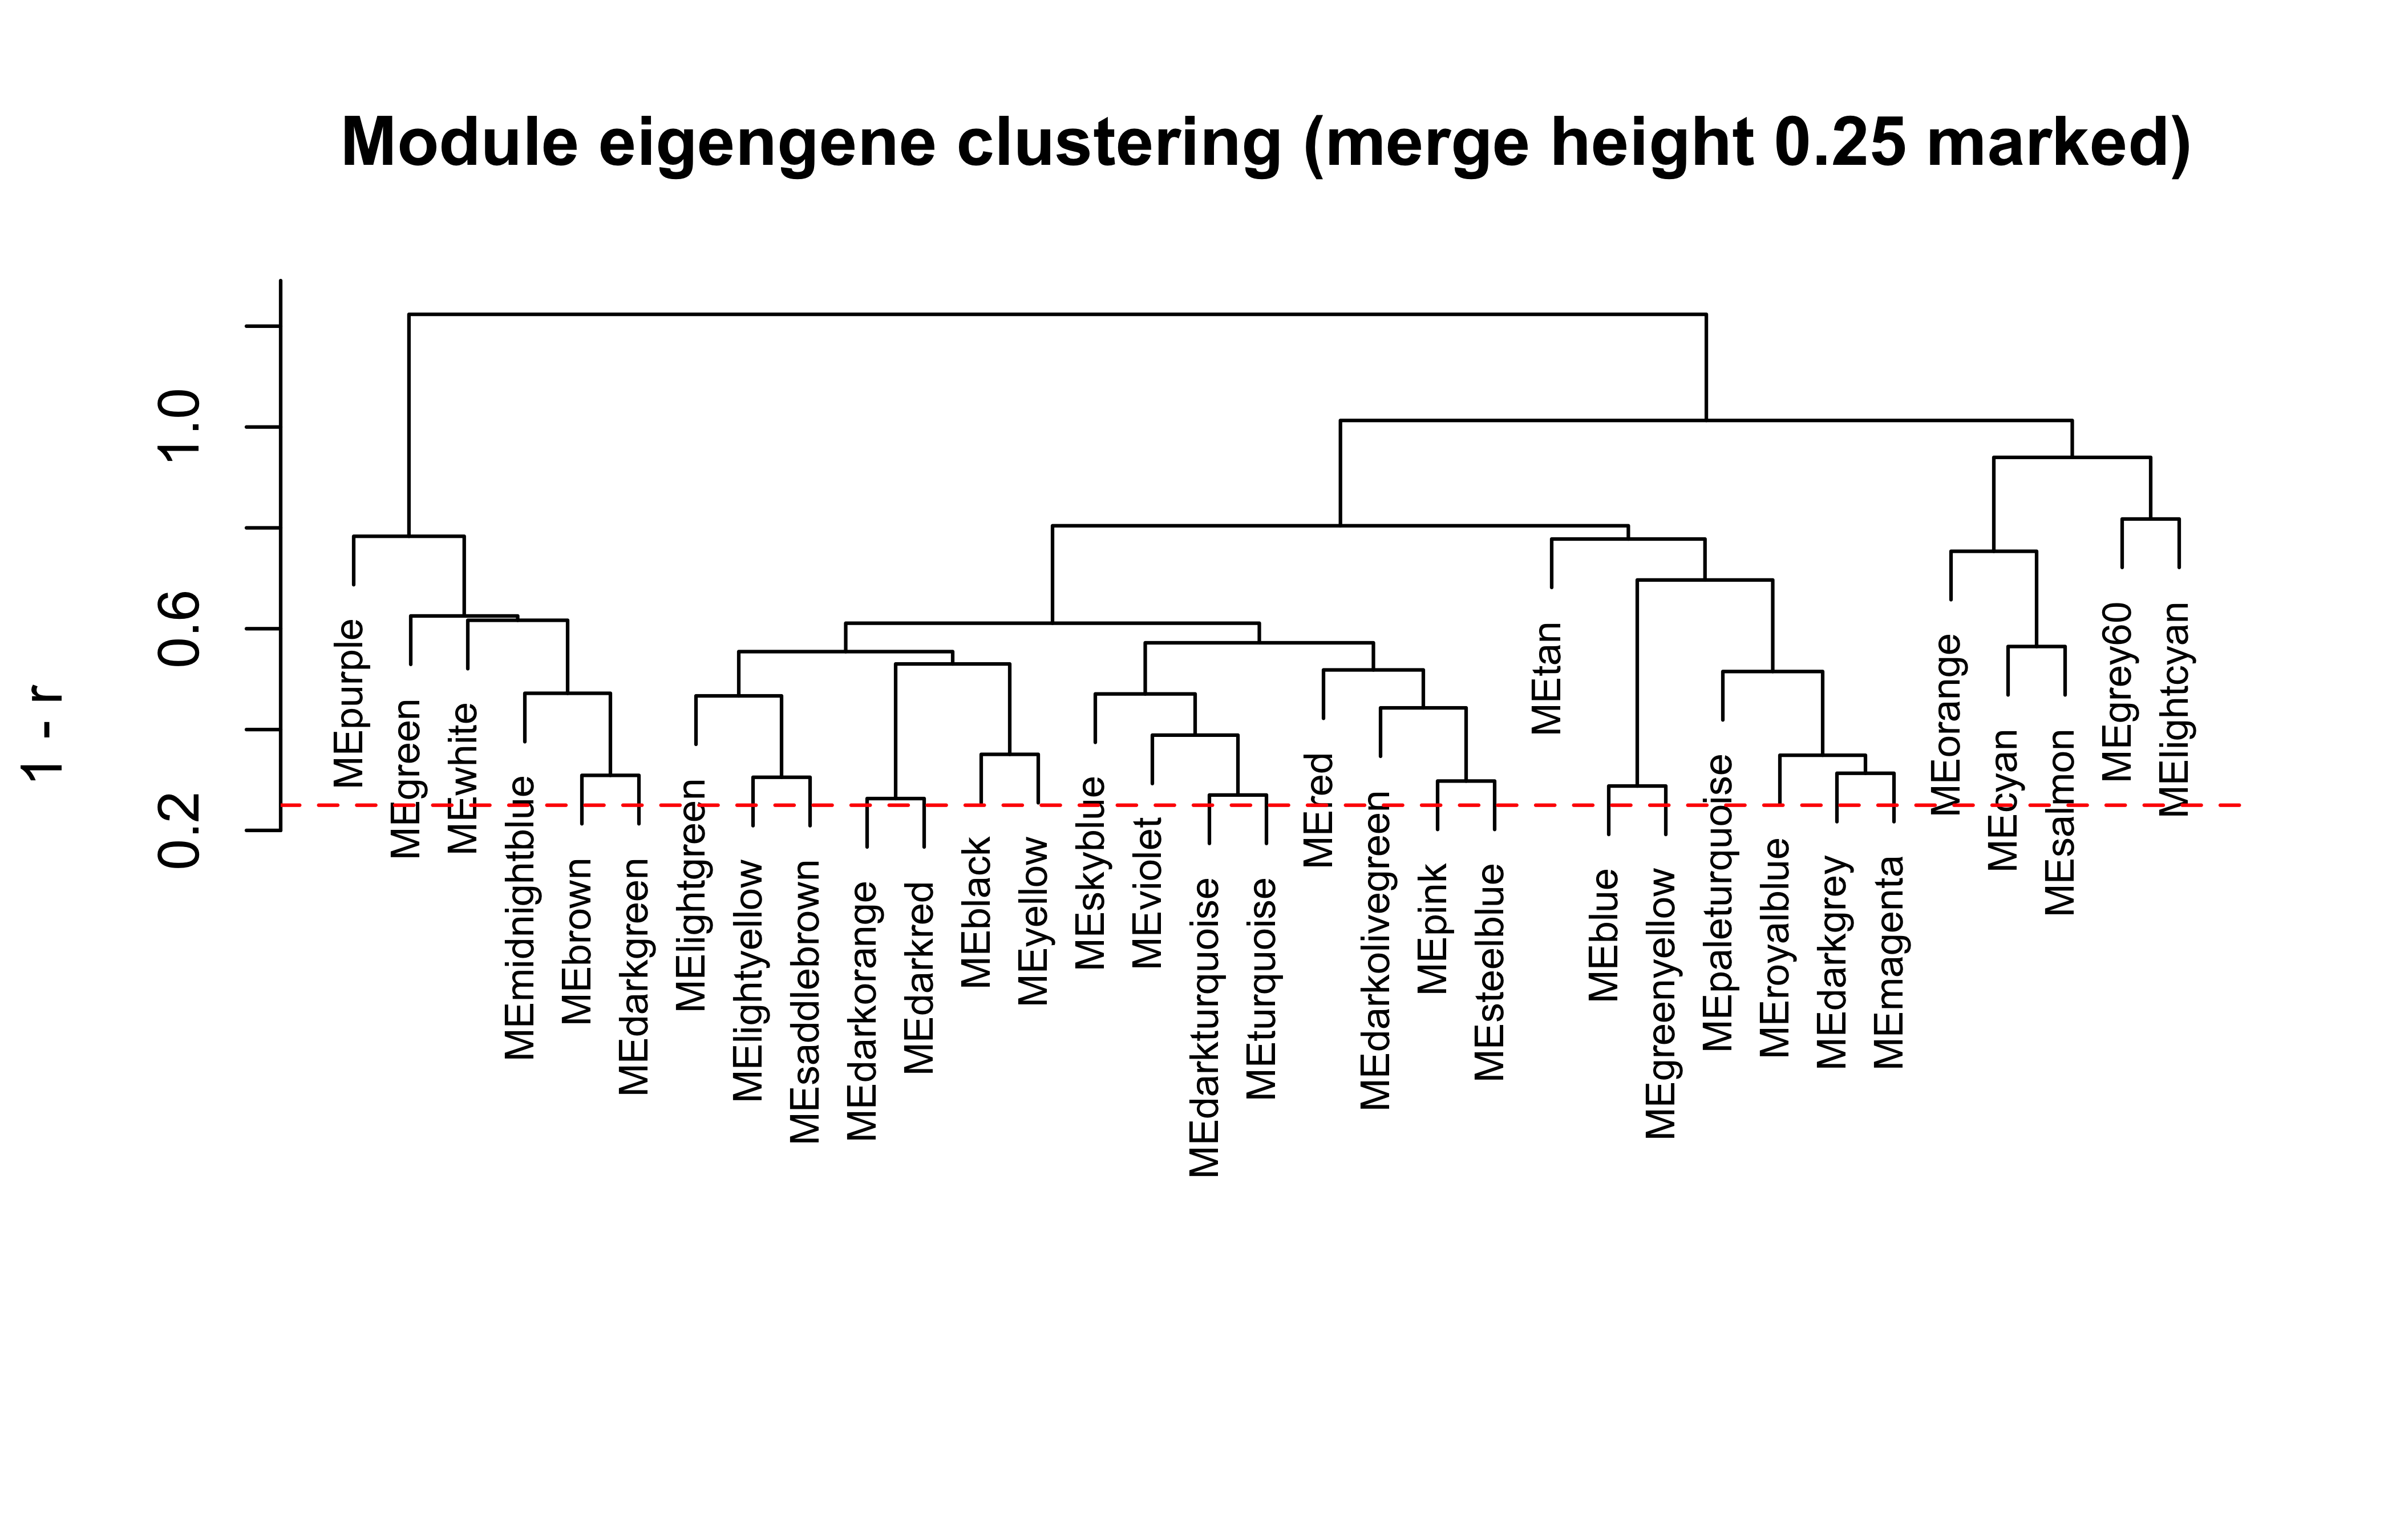 Module eigengene clustering (merge height 0.25 marked)
1 - r
1.0
0.6
0.2
MEpurple
MEgreen
MEwhite
MEmidnightblue
MEbrown
MEdarkgreen
MElightgreen
MElightyellow
MEsaddlebrown
MEdarkorange
MEdarkred
MEblack
MEyellow
MEskyblue
MEviolet
MEdarkturquoise
MEturquoise
MEred
MEdarkolivegreen
MEpink
MEsteelblue
MEtan
MEblue
MEgreenyellow
MEpaleturquoise
MEroyalblue
MEdarkgrey
MEmagenta
MEorange
MEcyan
MEsalmon
MEgrey60
MElightcyan